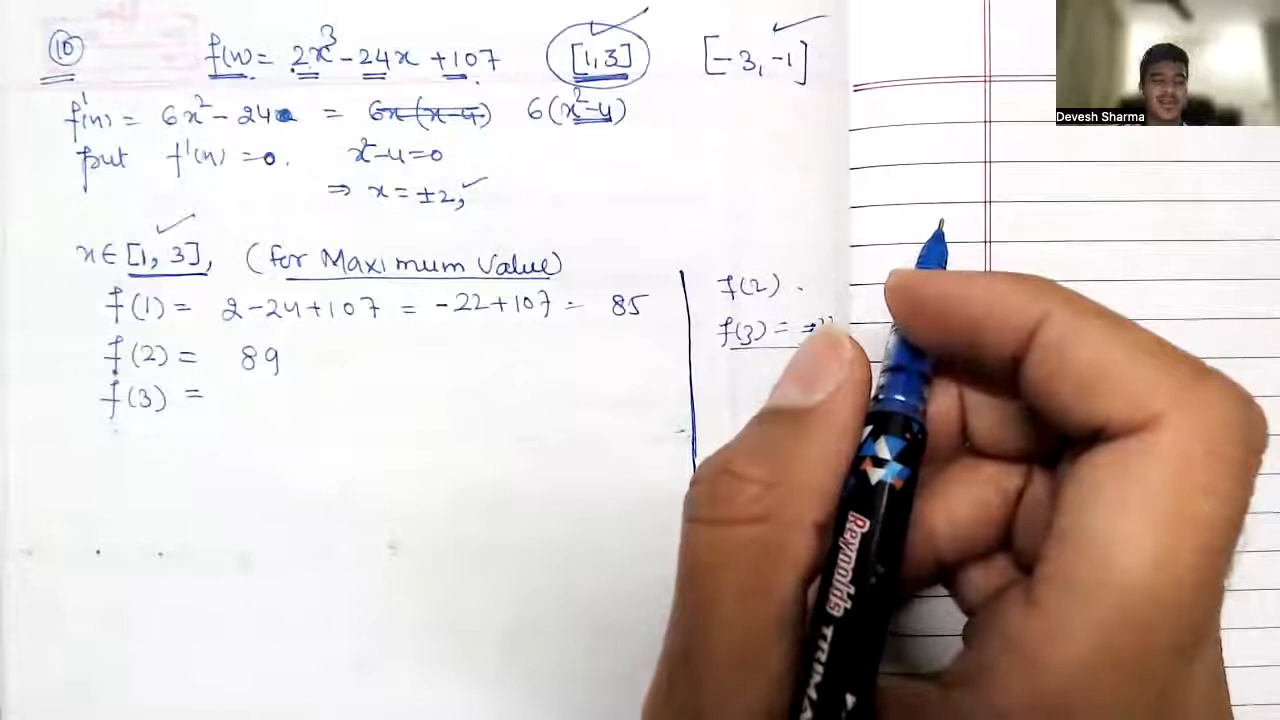 (10) f(x) = 2x³ - 24x + 107 [1, 3] [-3, -1]
f'(x) = 6x² - 24 = 6x(x-4) 6(x²-4)
put f'(x) = 0. x²-4=0
⇒ x = ±2,
x ∈ [1, 3], (for Maximum Value)
f(1) = 2-24+107 = -22+107 = 85
f(2) = 89
f(3) =
f(2) .
f(3) =
Devesh Sharma
Reynolds TRIMA